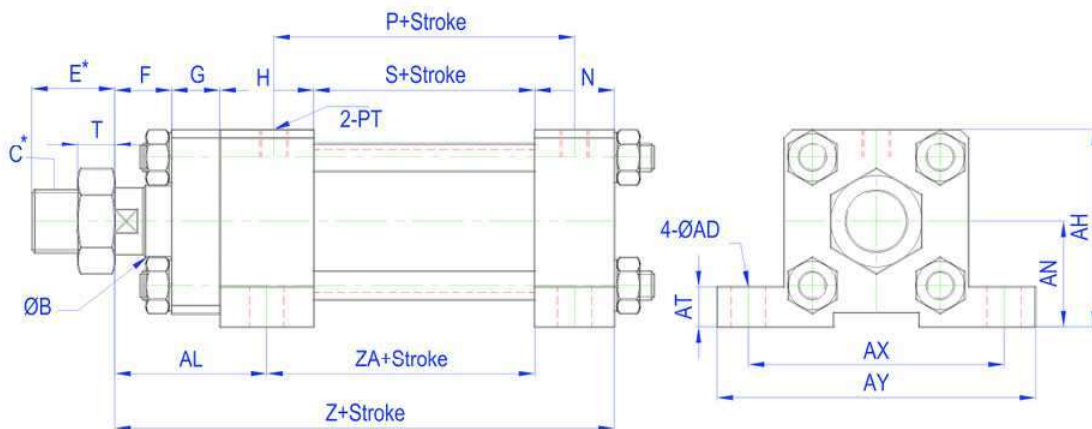 P+Stroke
E*
F
G
H
S+Stroke
N
T
2-PT
C*
4-ØAD
AH
AN
ØB
AT
AL
ZA+Stroke
AX
AY
Z+Stroke